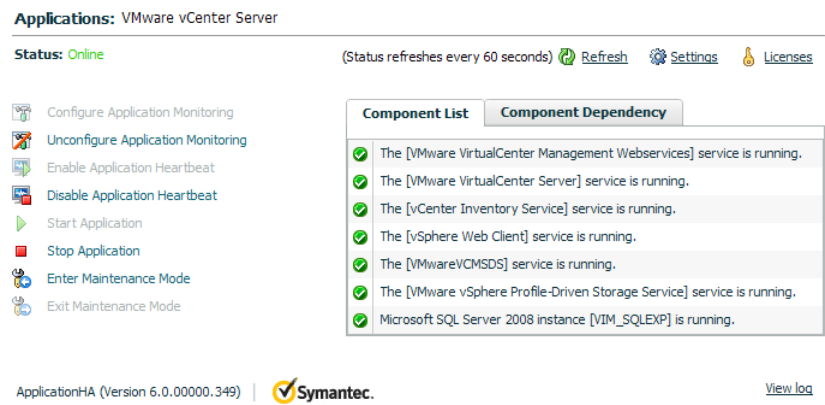 Applications: VMware vCenter Server
Status: Online
(Status refreshes every 60 seconds) Refresh Settings Licenses
Configure Application Monitoring
Unconfigure Application Monitoring
Enable Application Heartbeat
Disable Application Heartbeat
Start Application
Stop Application
Enter Maintenance Mode
Exit Maintenance Mode
Component List Component Dependency
The [VMware VirtualCenter Management Webservices] service is running.
The [VMware VirtualCenter Server] service is running.
The [vCenter Inventory Service] service is running.
The [vSphere Web Client] service is running.
The [VMwareVCMSDS] service is running.
The [VMware vSphere Profile-Driven Storage Service] service is running.
Microsoft SQL Server 2008 instance [VIM_SQLEXP] is running.
ApplicationHA (Version 6.0.00000.349) Symantec. View log